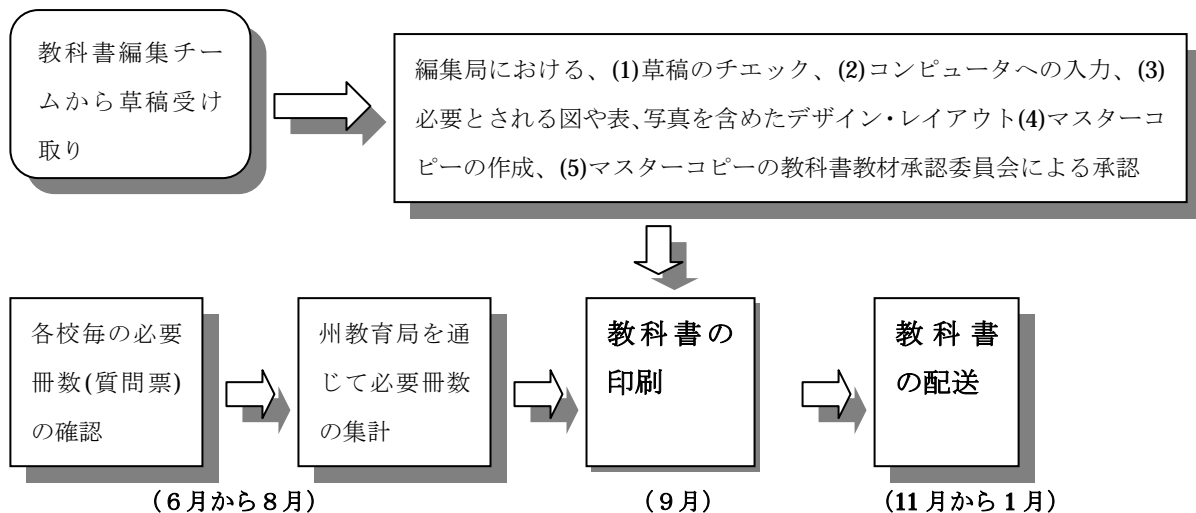 教科書編集チー
ムから草稿受け
取り
編集局における、(1)草稿のチエック、(2)コンピュータへの入力、(3)
必要とされる図や表、写真を含めたデザイン・レイアウト(4)マスターコ
ピーの作成、(5)マスターコピーの教科書教材承認委員会による承認
各校毎の必要
冊数(質問票)
の確認
州教育局を通
じて必要冊数
の集計
教科書の
印刷
教科書
の配送
(6月から8月)
(9月)
(11月から1月)